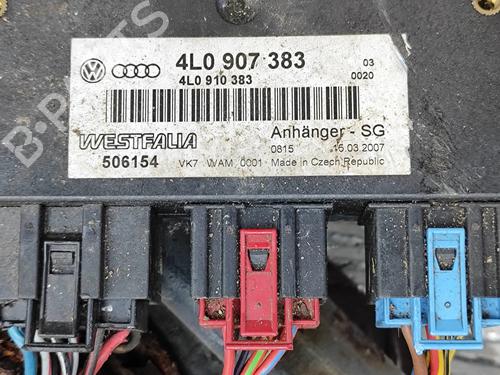 4L0 907 383
03
4L0 910 383
0020
WESTFALIA
Anhänger - SG
506154
0815 15.03.2007
VK7 WAM 0001 Made in Czech Republic
B-PARTS